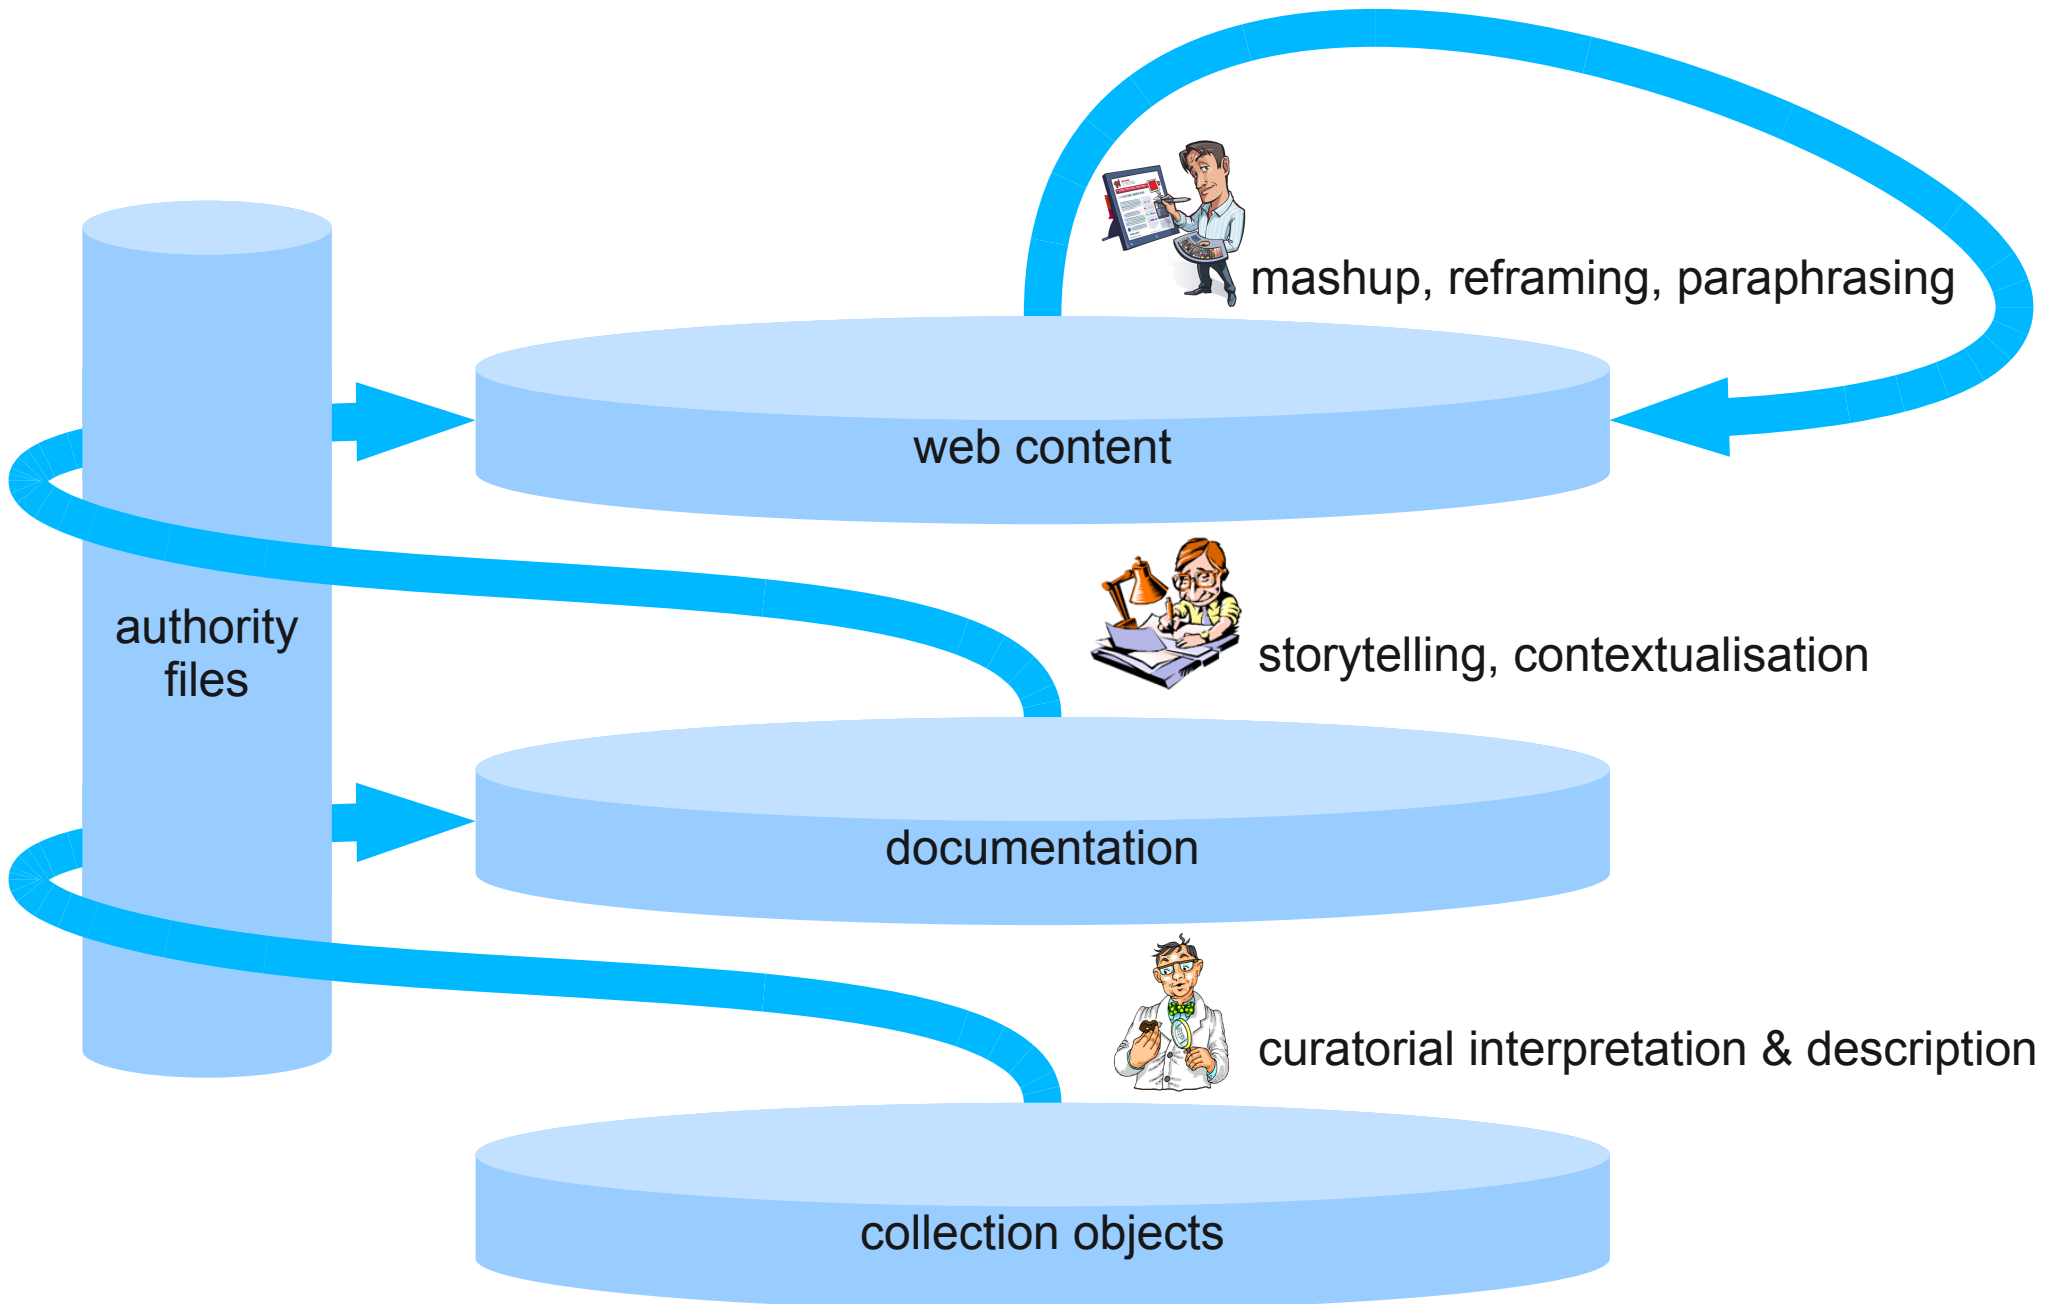 mashup, reframing, paraphrasing
web content
authority
files
storytelling, contextualisation
documentation
curatorial interpretation & description
collection objects